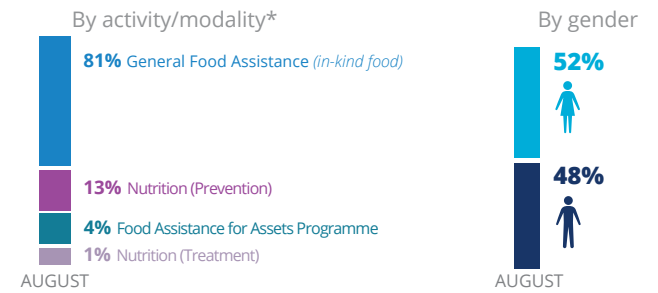 By activity/modality*
81% General Food Assistance (in-kind food)
13% Nutrition (Prevention)
4% Food Assistance for Assets Programme
1% Nutrition (Treatment)
AUGUST
By gender
52%
48%
AUGUST